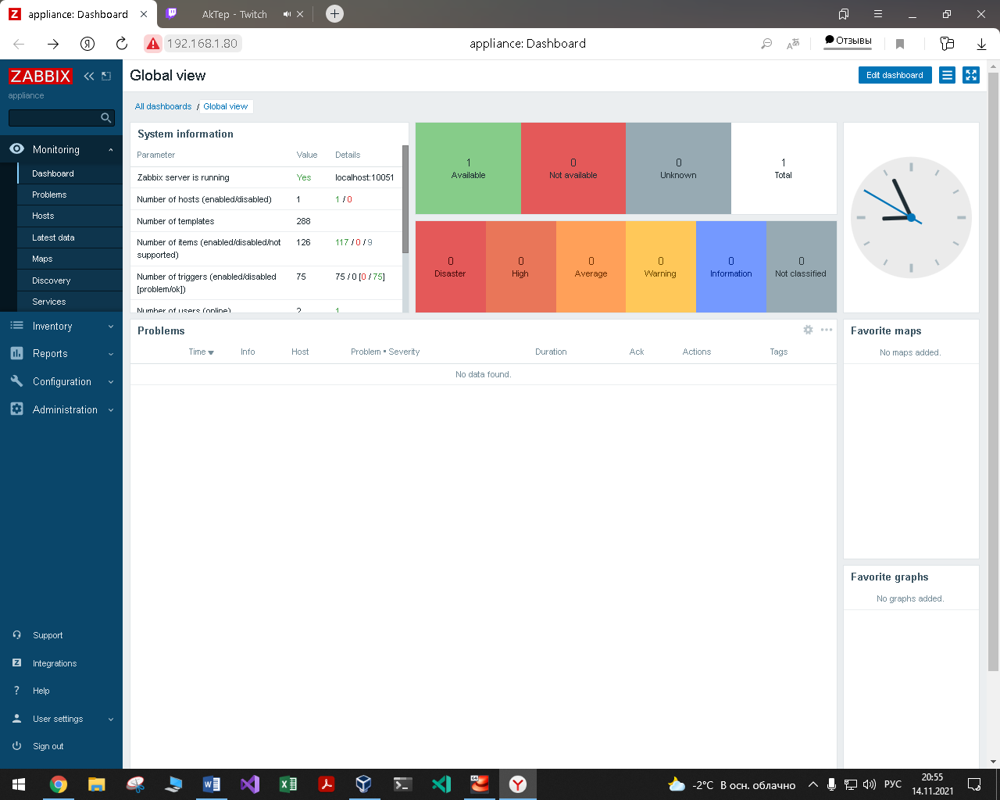 appliance: Dashboard
AkTep - Twitch
192.168.1.80
appliance: Dashboard
Отзывы
ZABBIX
appliance
Monitoring
Dashboard
Problems
Hosts
Latest data
Maps
Discovery
Services
Inventory
Reports
Configuration
Administration
Support
Integrations
Help
User settings
Sign out
Global view
Edit dashboard
All dashboards / Global view
System information
Parameter Value Details
Zabbix server is running Yes localhost:10051
Number of hosts (enabled/disabled) 1 1 / 0
Number of templates 288
Number of items (enabled/disabled/not supported) 126 117 / 0 / 9
Number of triggers (enabled/disabled [problem/ok]) 75 75 / 0 [0 / 75]
Number of users (online) 2 1
1 Available
0 Not available
0 Unknown
1 Total
0 Disaster
0 High
0 Average
0 Warning
0 Information
0 Not classified
Problems
Time Info Host Problem • Severity Duration Ack Actions Tags
No data found.
Favorite maps
No maps added.
Favorite graphs
No graphs added.
-2°C В осн. облачно
РУС
20:55
14.11.2021